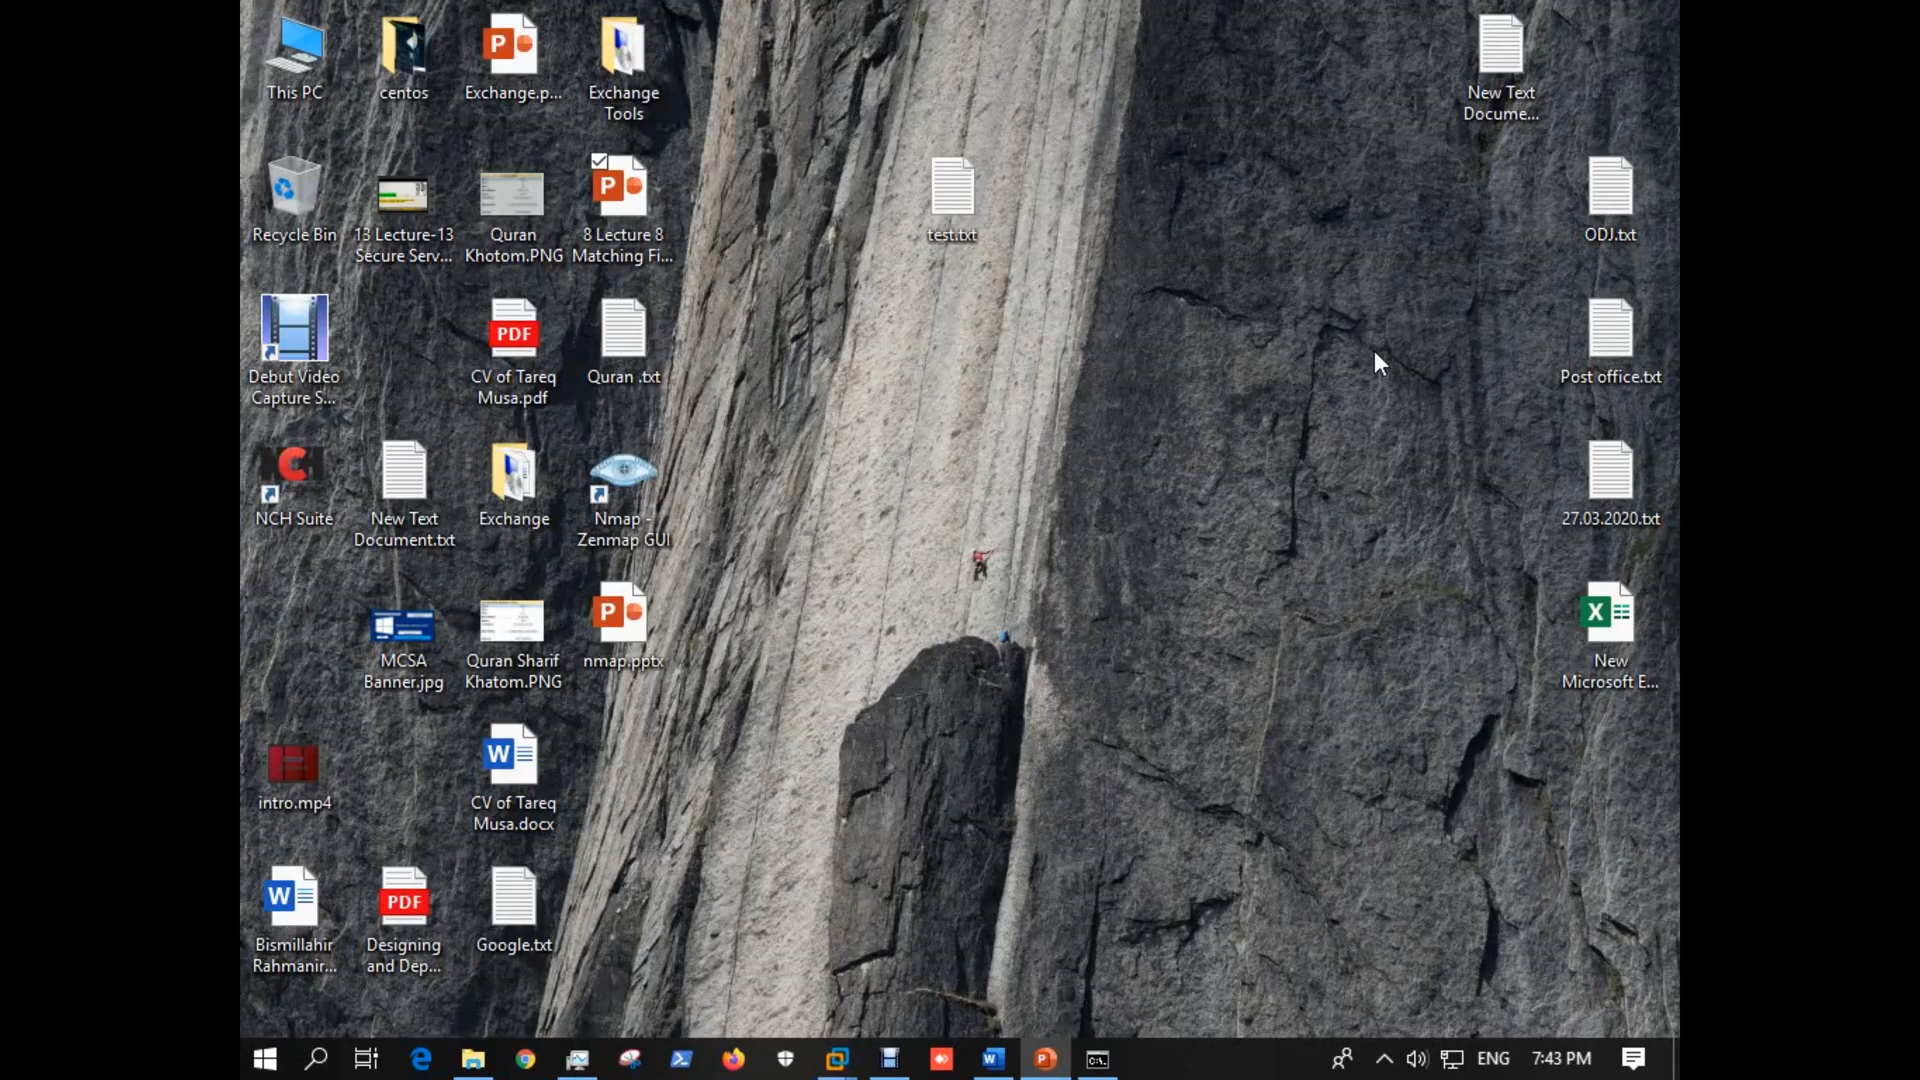 This PC
centos
Exchange.p...
Exchange
Tools
New Text
Docume...
Recycle Bin
13 Lecture-13
Secure Serv...
Quran
Khotom.PNG
8 Lecture 8
Matching Fi...
test.txt
ODJ.txt
Debut Video
Capture S...
PDF
CV of Tareq
Musa.pdf
Quran .txt
Post office.txt
NCH Suite
New Text
Document.txt
Exchange
Nmap -
Zenmap GUI
27.03.2020.txt
MCSA
Banner.jpg
Quran Sharif
Khatom.PNG
nmap.pptx
New
Microsoft E...
intro.mp4
CV of Tareq
Musa.docx
Bismillahir
Rahmanir...
PDF
Designing
and Dep...
Google.txt
ENG
7:43 PM